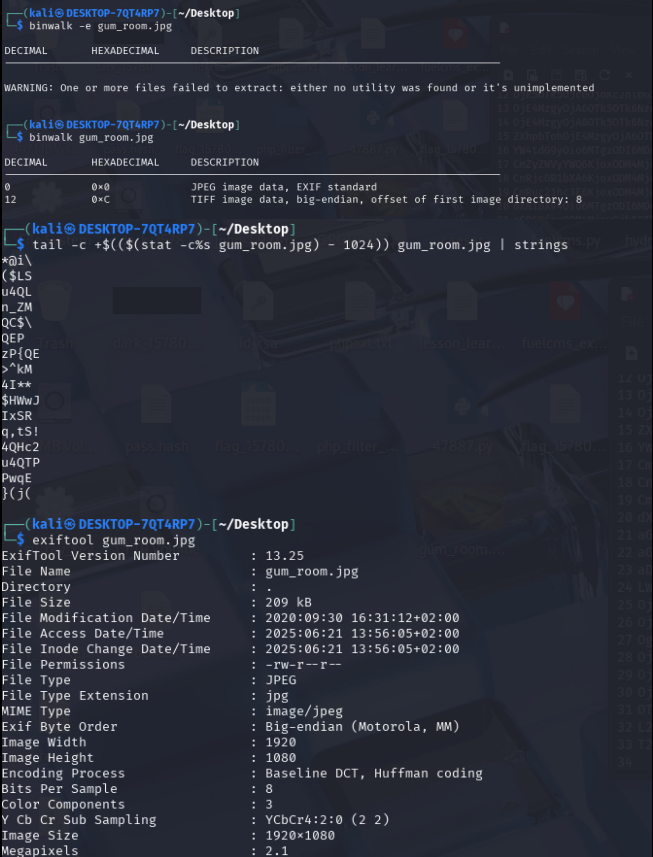 ┌──(kali㉿DESKTOP-7QT4RP7)-[~/Desktop]
└─$ binwalk -e gum_room.jpg
DECIMAL       HEXADECIMAL     DESCRIPTION
WARNING: One or more files failed to extract: either no utility was found or it's unimplemented
┌──(kali㉿DESKTOP-7QT4RP7)-[~/Desktop]
└─$ binwalk gum_room.jpg
DECIMAL       HEXADECIMAL     DESCRIPTION
0             0×0             JPEG image data, EXIF standard
12            0×C             TIFF image data, big-endian, offset of first image directory: 8
┌──(kali㉿DESKTOP-7QT4RP7)-[~/Desktop]
└─$ tail -c +$(($(stat -c%s gum_room.jpg) - 1024)) gum_room.jpg | strings
*@i\
($LS
u4QL
n_ZM
QC$\
QEP
zP{QE
>^kM
4I**
$HWwJ
IxSR
q,tS!
4QHc2
u4QTP
PwqE
}(j(
┌──(kali㉿DESKTOP-7QT4RP7)-[~/Desktop]
└─$ exiftool gum_room.jpg
ExifTool Version Number         : 13.25
File Name                       : gum_room.jpg
Directory                       : .
File Size                       : 209 kB
File Modification Date/Time     : 2020:09:30 16:31:12+02:00
File Access Date/Time           : 2025:06:21 13:56:05+02:00
File Inode Change Date/Time     : 2025:06:21 13:56:05+02:00
File Permissions                : -rw-r--r--
File Type                       : JPEG
File Type Extension             : jpg
MIME Type                       : image/jpeg
Exif Byte Order                 : Big-endian (Motorola, MM)
Image Width                     : 1920
Image Height                    : 1080
Encoding Process                : Baseline DCT, Huffman coding
Bits Per Sample                 : 8
Color Components                : 3
Y Cb Cr Sub Sampling            : YCbCr4:2:0 (2 2)
Image Size                      : 1920×1080
Megapixels                      : 2.1